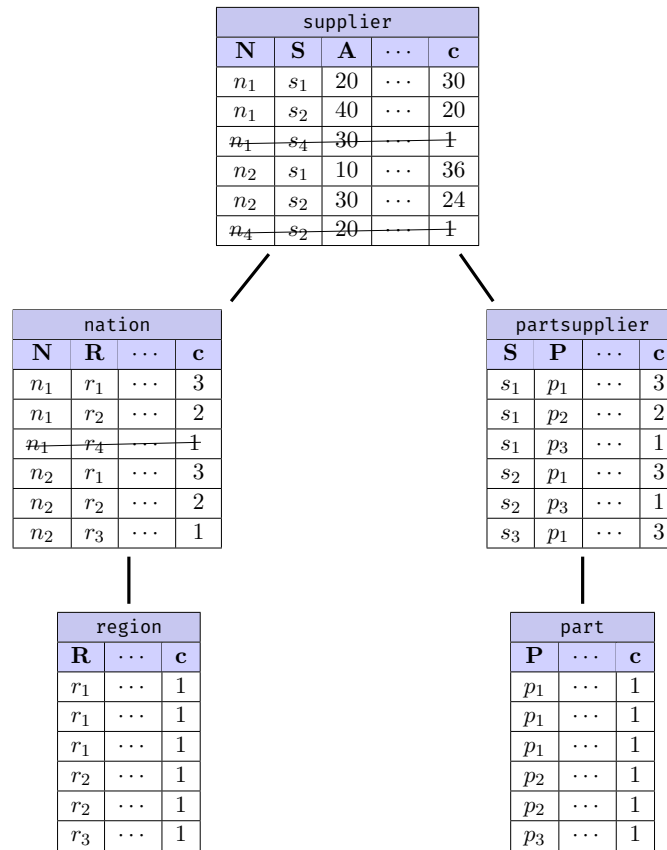 supplier
N S A ··· c
n₁ s₁ 20 ··· 30
n₁ s₂ 40 ··· 20
n₁ s₄ 30 ··· 1
n₂ s₁ 10 ··· 36
n₂ s₂ 30 ··· 24
n₄ s₂ 20 ··· 1
nation
N R ··· c
n₁ r₁ ··· 3
n₁ r₂ ··· 2
n₁ r₄ ··· 1
n₂ r₁ ··· 3
n₂ r₂ ··· 2
n₂ r₃ ··· 1
partsupplier
S P ··· c
s₁ p₁ ··· 3
s₁ p₂ ··· 2
s₁ p₃ ··· 1
s₂ p₁ ··· 3
s₂ p₃ ··· 1
s₃ p₁ ··· 3
region
R ··· c
r₁ ··· 1
r₁ ··· 1
r₁ ··· 1
r₂ ··· 1
r₂ ··· 1
r₃ ··· 1
part
P ··· c
p₁ ··· 1
p₁ ··· 1
p₁ ··· 1
p₂ ··· 1
p₂ ··· 1
p₃ ··· 1